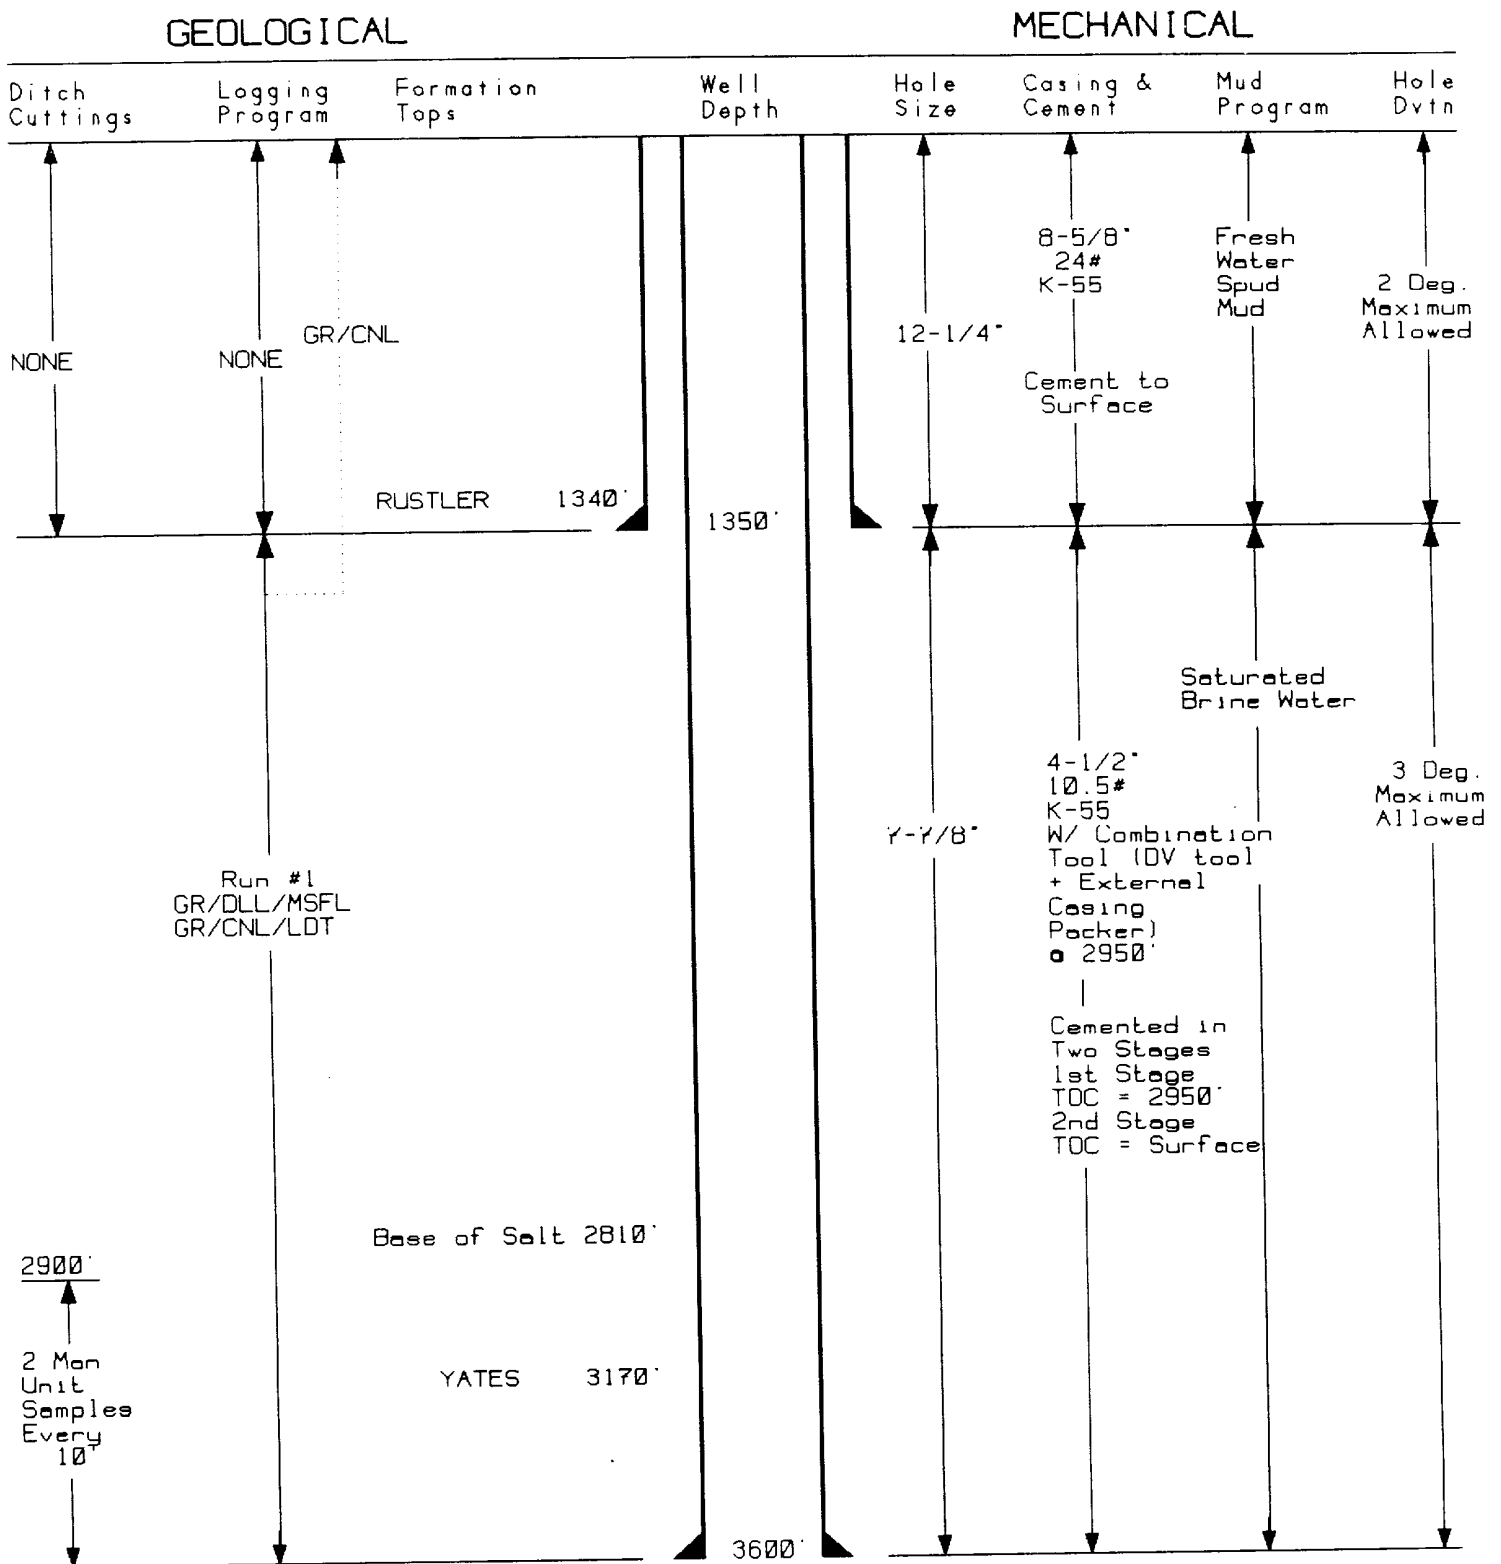 GEOLOGICAL
MECHANICAL
Ditch Cuttings
Logging Program
Formation Tops
Well Depth
Hole Size
Casing & Cement
Mud Program
Hole Dvtn
NONE
NONE
GR/CNL
RUSTLER 1340'
1350'
12-1/4"
8-5/8"
24#
K-55
Cement to
Surface
Fresh
Water
Spud
Mud
2 Deg.
Maximum
Allowed
Run #1
GR/DLL/MSFL
GR/CNL/LDT
7-7/8"
4-1/2"
10.5#
K-55
W/ Combination
Tool (DV tool
+ External
Casing
Packer)
@ 2950'
Cemented in
Two Stages
1st Stage
TOC = 2950'
2nd Stage
TOC = Surface
Saturated
Brine Water
3 Deg.
Maximum
Allowed
Base of Salt 2810'
2900'
2 Man
Unit
Samples
Every
10'
YATES 3170'
3600'